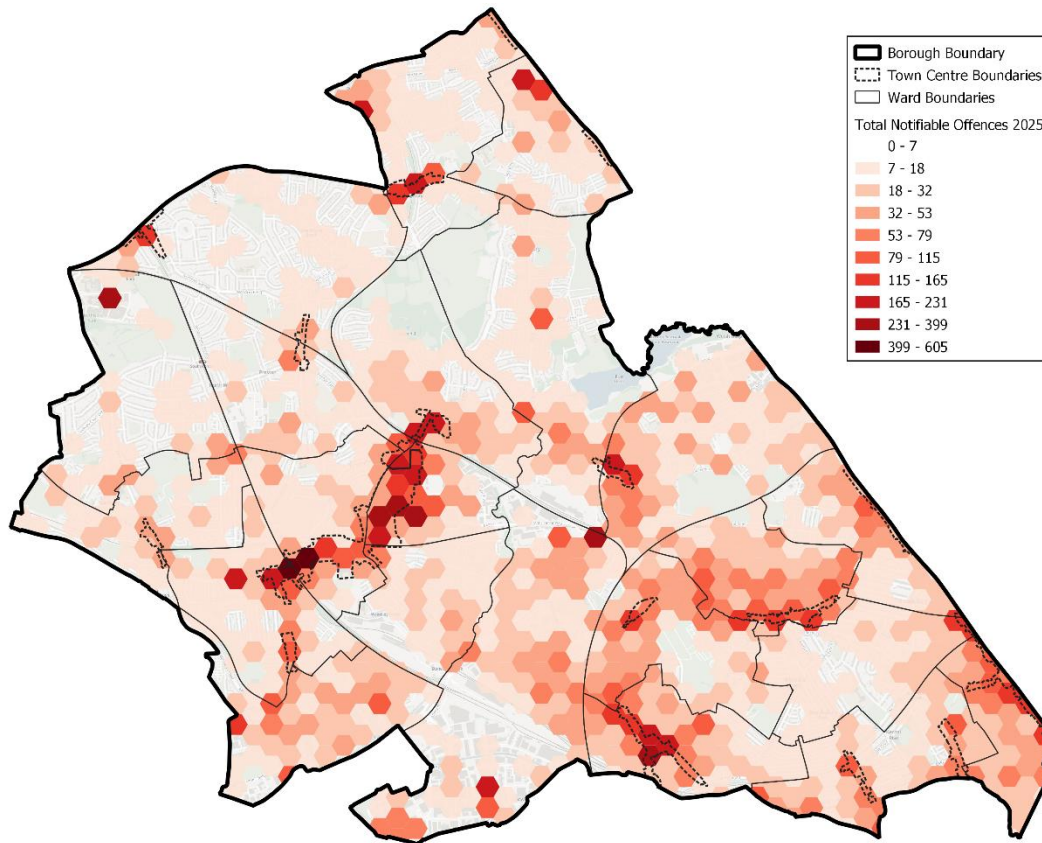 Borough Boundary
Town Centre Boundaries
Ward Boundaries
Total Notifiable Offences 2025
0 - 7
7 - 18
18 - 32
32 - 53
53 - 79
79 - 115
115 - 165
165 - 231
231 - 399
399 - 605